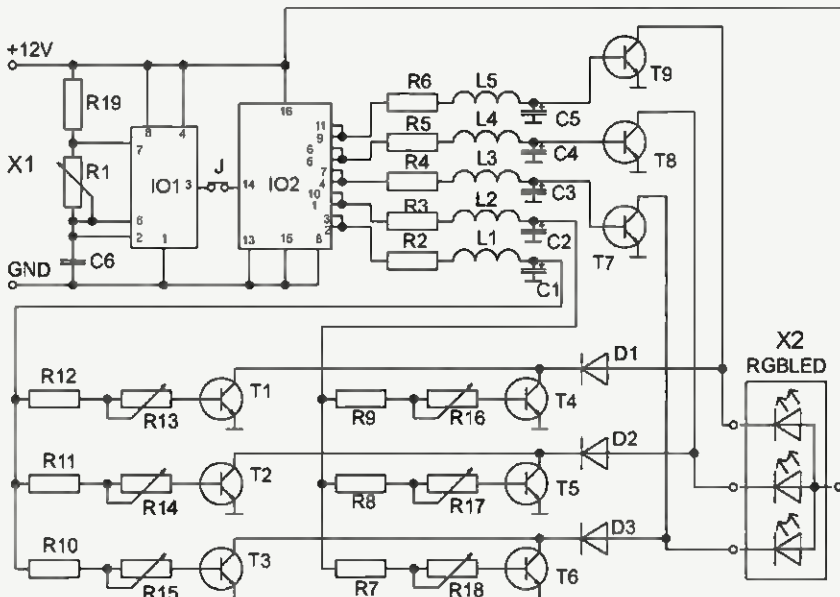 +12V
R19
X1
R1
8
4
7
IO1
3
J
6
2
1
C6
GND
16
14
IO2
11
9
6
6
7
4
10
1
3
2
13
15
8
R6
L5
C5
T9
R5
L4
C4
T8
R4
L3
C3
R3
L2
C2
T7
R2
L1
C1
X2
RGBLED
D1
R12
R13
T1
R9
R16
T4
D2
R11
R14
T2
R8
R17
T5
D3
R10
R15
T3
R7
R18
T6